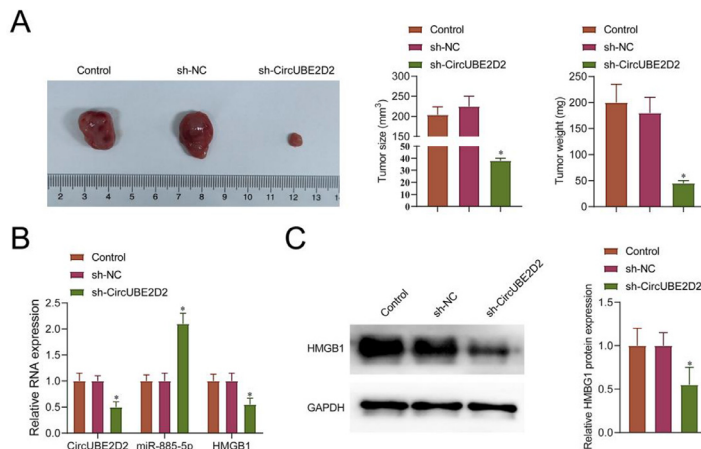 A
Control sh-NC sh-CircUBE2D2
2 3 4 5 6 7 8 9 10 11 12 13
Control
sh-NC
sh-CircUBE2D2
Tumor size (mm³)
250
200
150
100
50
40
30
20
10
0
Control
sh-NC
sh-CircUBE2D2
Tumor weight (mg)
250
200
150
100
50
0
*
*
B
Control
sh-NC
sh-CircUBE2D2
Relative RNA expression
2.5
2.0
1.5
1.0
0.5
0.0
*
*
*
CircUBE2D2 miR-885-5p HMGB1
C
Control sh-NC sh-CircUBE2D2
HMGB1
GAPDH
Control
sh-NC
sh-CircUBE2D2
Relative HMBG1 protein expression
1.5
1.0
0.5
0.0
*